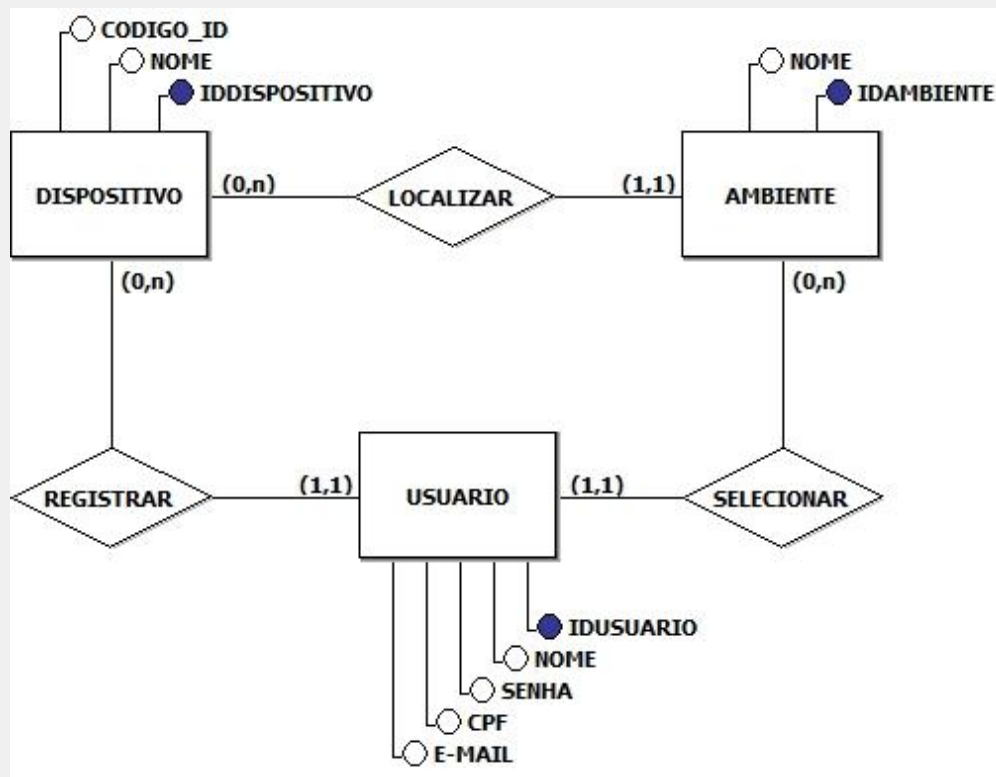 CODIGO_ID
NOME
IDDISPOSITIVO
NOME
IDAMBIENTE
DISPOSITIVO
(0,n)
LOCALIZAR
(1,1)
AMBIENTE
(0,n)
(0,n)
REGISTRAR
(1,1)
USUARIO
(1,1)
SELECIONAR
IDUSUARIO
NOME
SENHA
CPF
E-MAIL